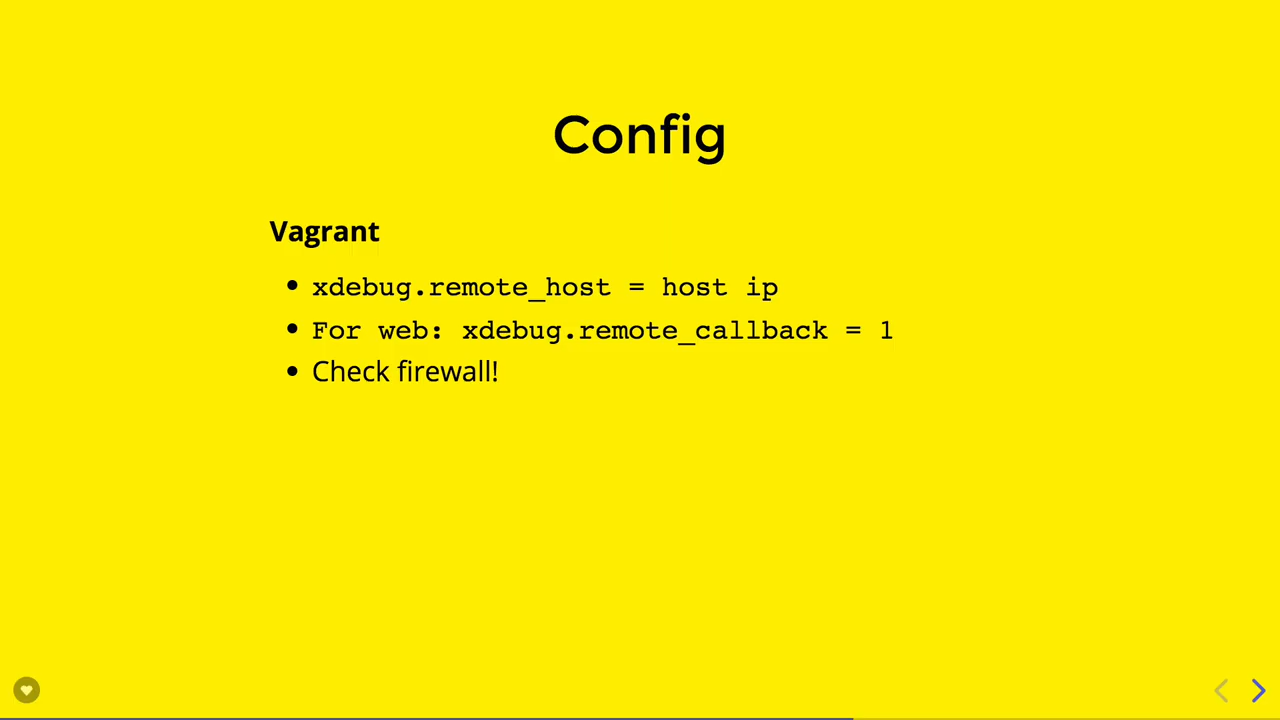 Config
Vagrant
xdebug.remote_host = host ip
For web: xdebug.remote_callback = 1
Check firewall!